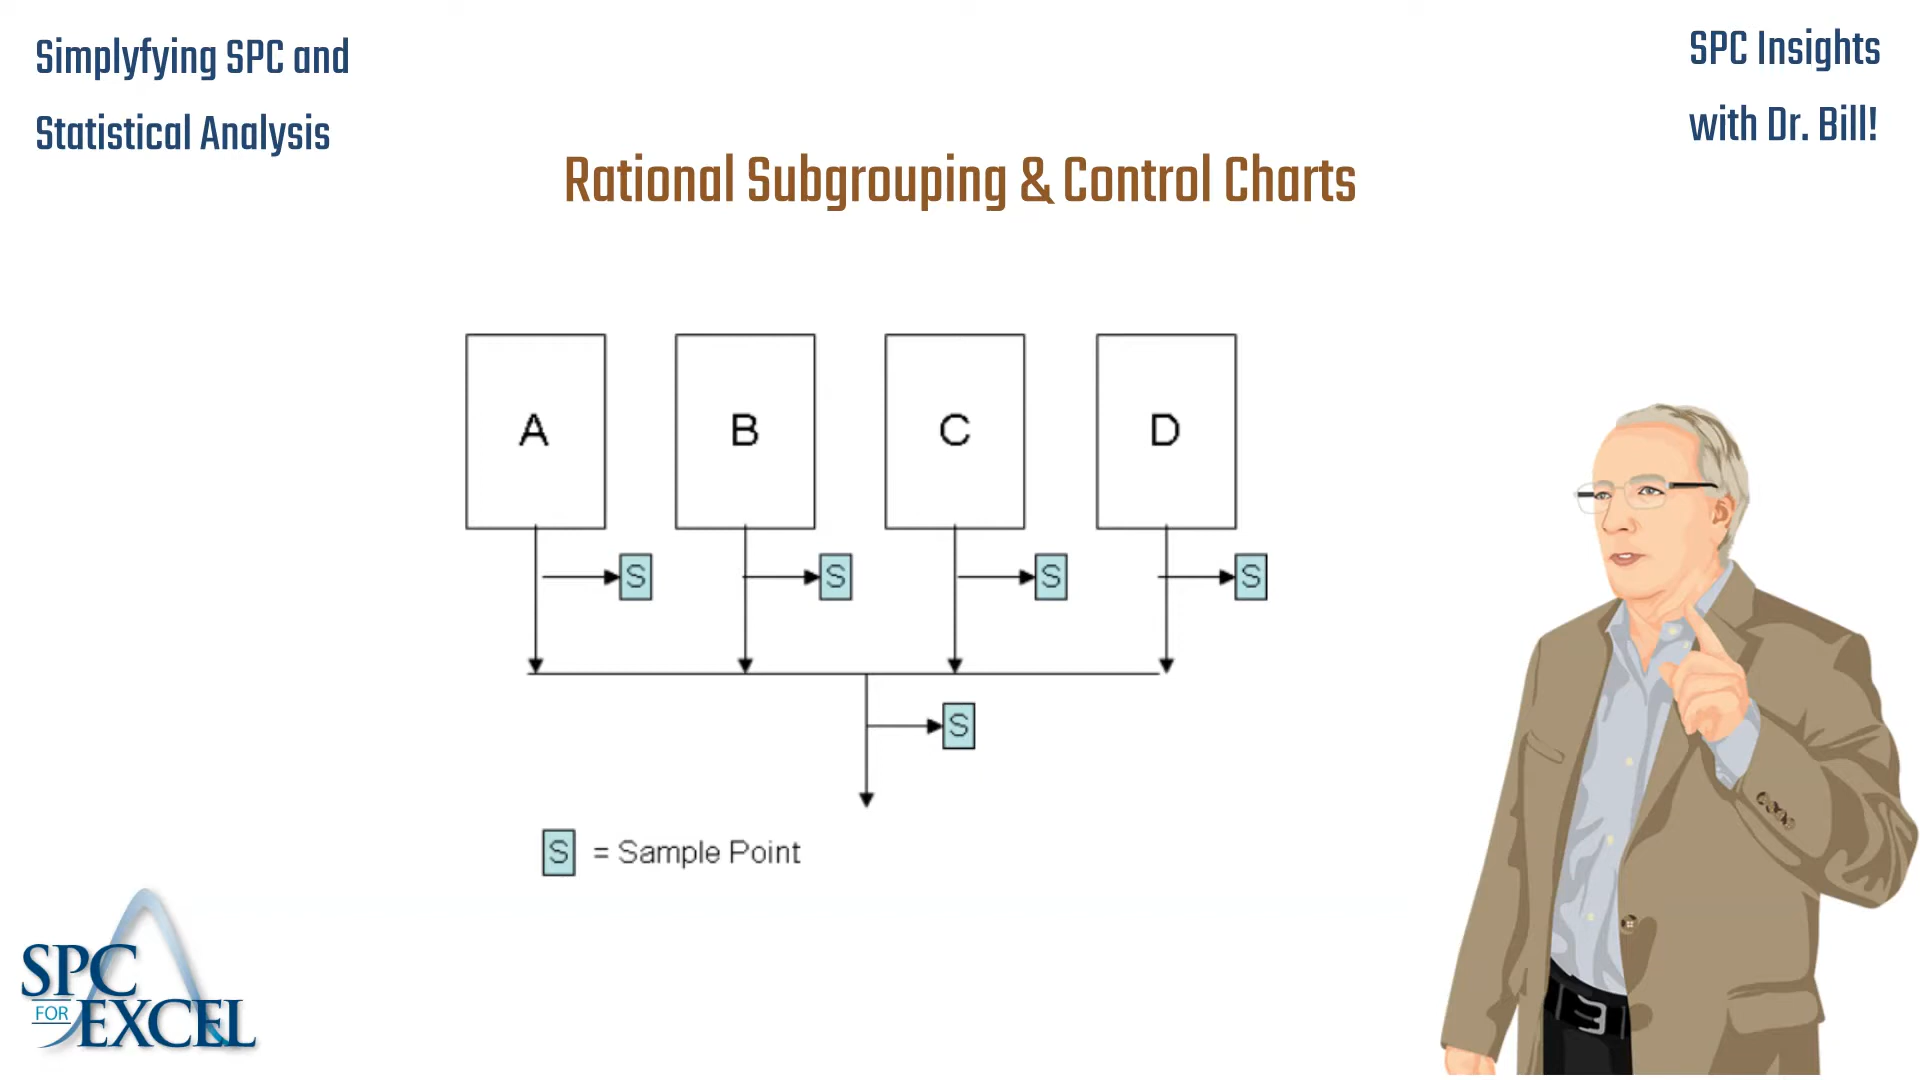 Simplyfying SPC and
Statistical Analysis
SPC Insights
with Dr. Bill!
Rational Subgrouping & Control Charts
A B C D
S S S S
S
S = Sample Point
SPC
FOR EXCEL